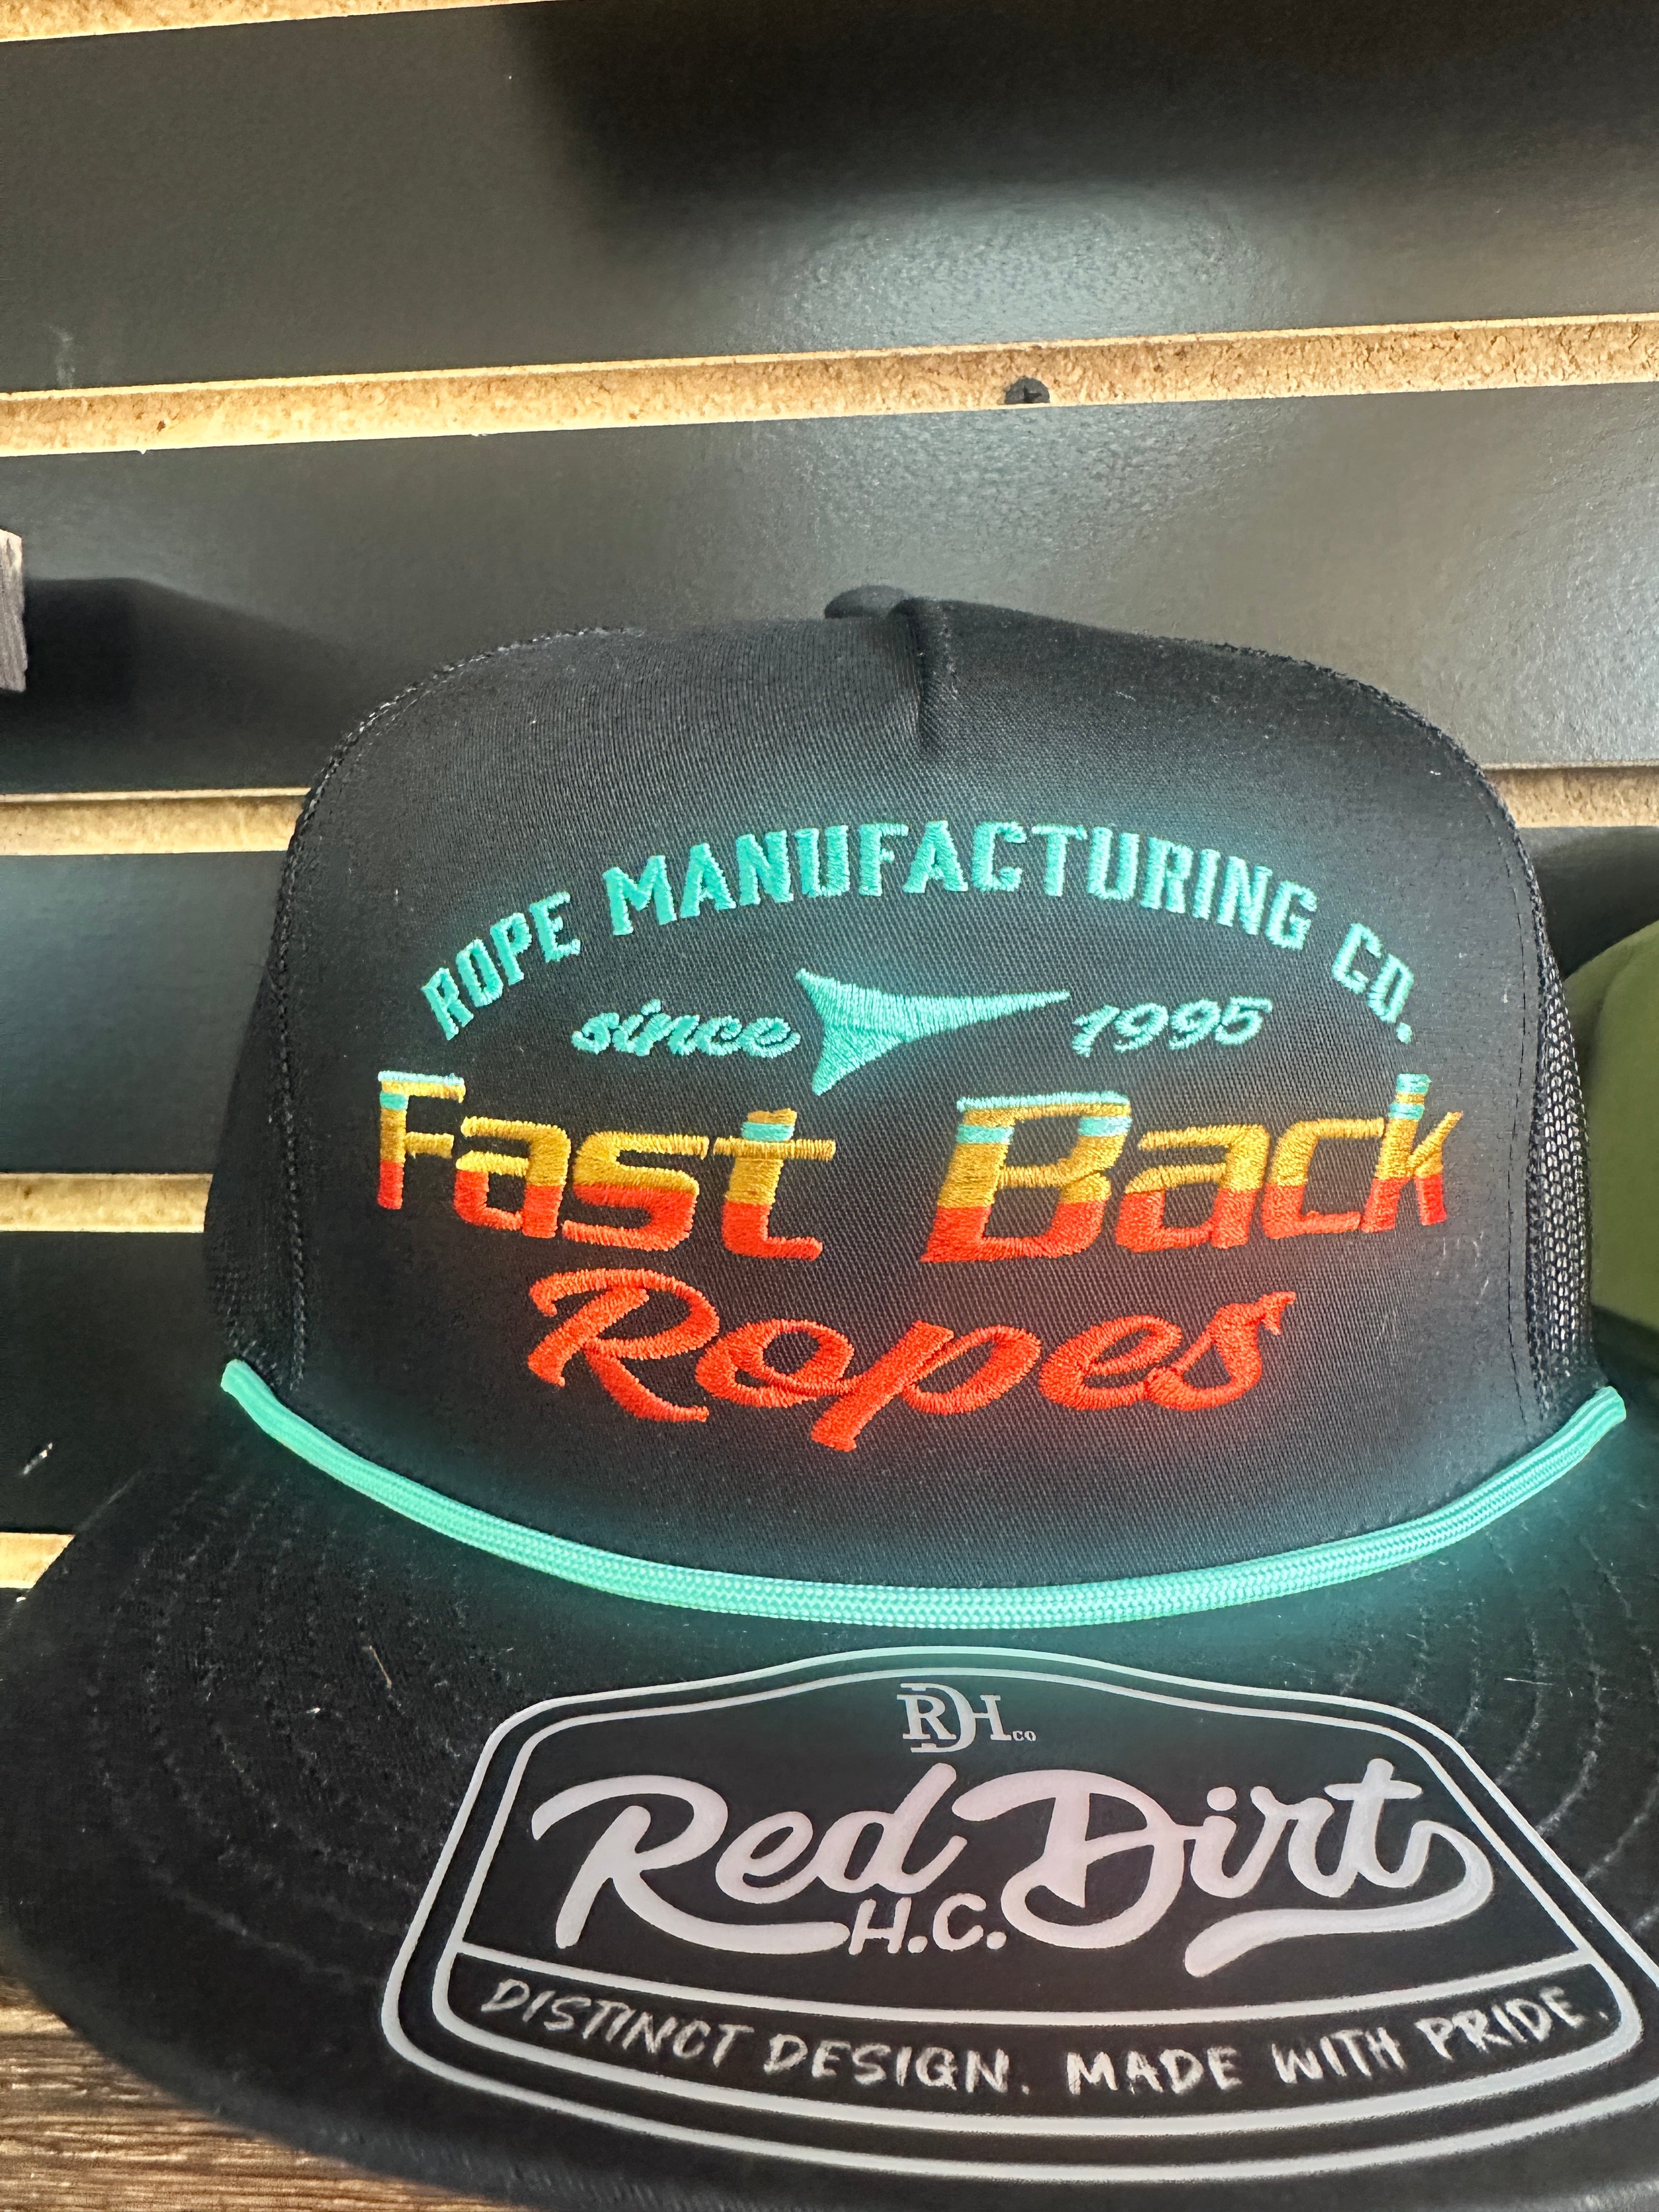 ROPE MANUFACTURING CO.
since 1995
Fast Back
Ropes
RDH CO
Red Dirt
H.C.
DISTINCT DESIGN. MADE WITH PRIDE.